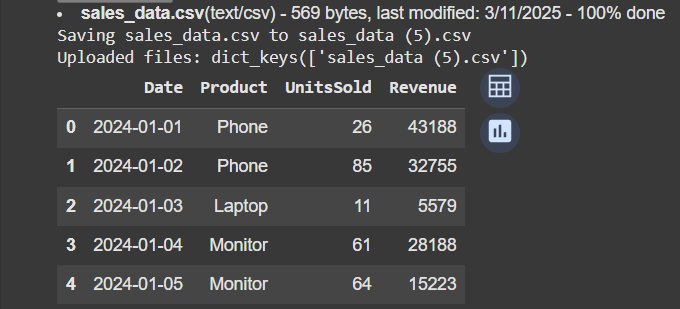 • sales_data.csv(text/csv) - 569 bytes, last modified: 3/11/2025 - 100% done
Saving sales_data.csv to sales_data (5).csv
Uploaded files: dict_keys(['sales_data (5).csv'])
Date Product UnitsSold Revenue
0 2024-01-01 Phone 26 43188
1 2024-01-02 Phone 85 32755
2 2024-01-03 Laptop 11 5579
3 2024-01-04 Monitor 61 28188
4 2024-01-05 Monitor 64 15223